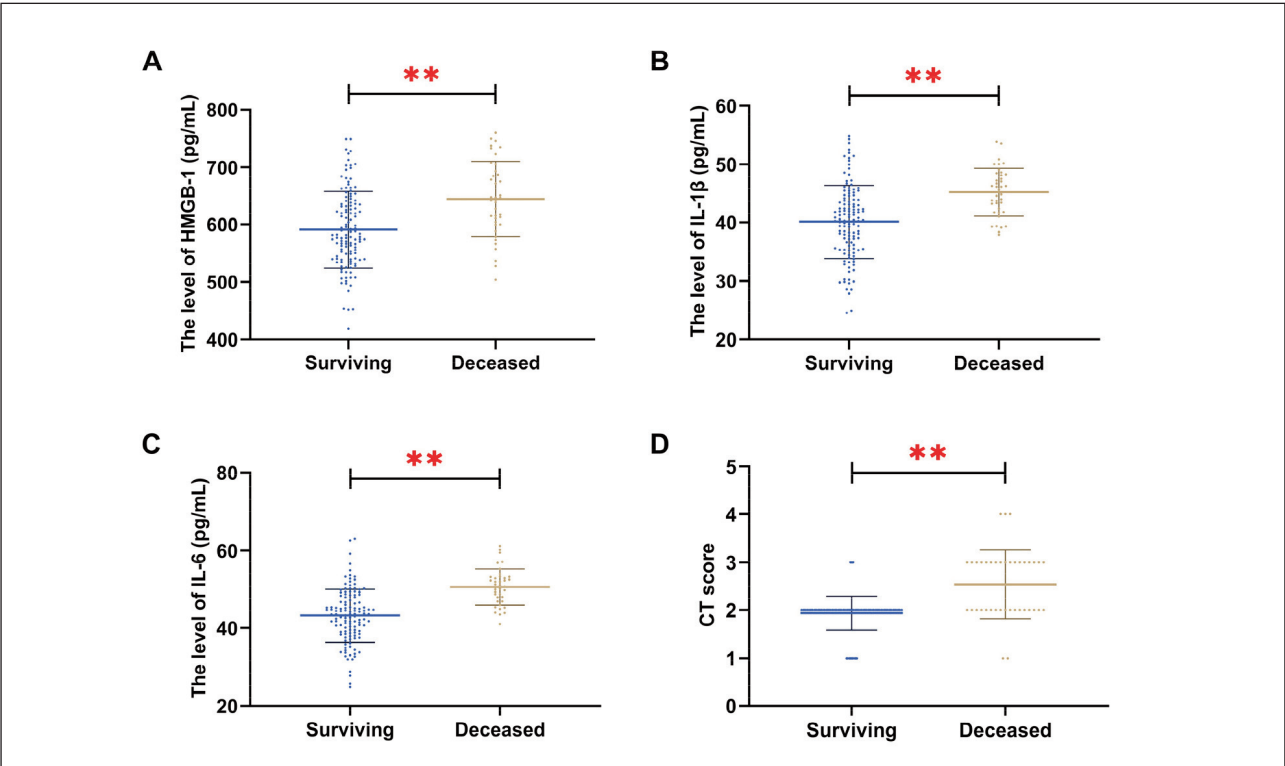 A
**
The level of HMGB-1 (pg/mL)
800
700
600
500
400
Surviving Deceased
B
**
The level of IL-1β (pg/mL)
60
50
40
30
20
Surviving Deceased
C
**
The level of IL-6 (pg/mL)
80
60
40
20
Surviving Deceased
D
**
CT score
5
4
3
2
1
0
Surviving Deceased